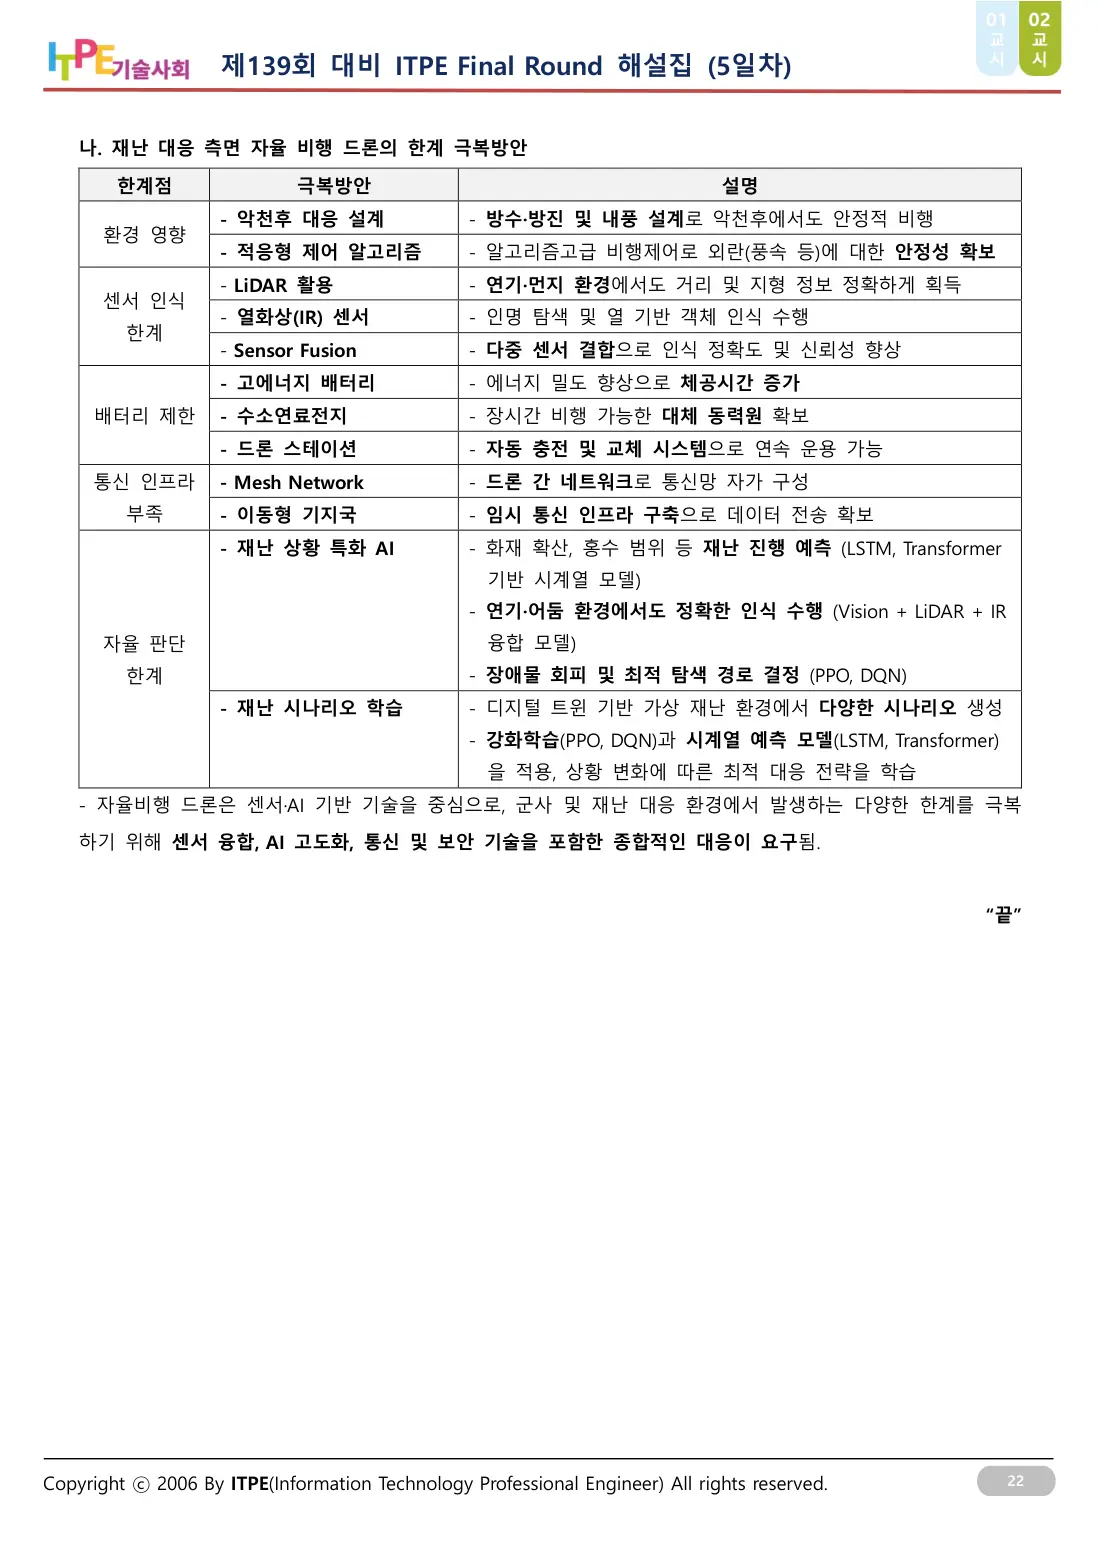 01
교
시
02
교
시
ITPE기술사회 제139회 대비 ITPE Final Round 해설집 (5일차)
나. 재난 대응 측면 자율 비행 드론의 한계 극복방안
한계점 극복방안 설명
환경 영향
- 악천후 대응 설계 - 방수·방진 및 내풍 설계로 악천후에서도 안정적 비행
- 적응형 제어 알고리즘 - 알고리즘고급 비행제어로 외란(풍속 등)에 대한 안정성 확보
센서 인식
한계
- LiDAR 활용 - 연기·먼지 환경에서도 거리 및 지형 정보 정확하게 획득
- 열화상(IR) 센서 - 인명 탐색 및 열 기반 객체 인식 수행
- Sensor Fusion - 다중 센서 결합으로 인식 정확도 및 신뢰성 향상
배터리 제한
- 고에너지 배터리 - 에너지 밀도 향상으로 체공시간 증가
- 수소연료전지 - 장시간 비행 가능한 대체 동력원 확보
- 드론 스테이션 - 자동 충전 및 교체 시스템으로 연속 운용 가능
통신 인프라
부족
- Mesh Network - 드론 간 네트워크로 통신망 자가 구성
- 이동형 기지국 - 임시 통신 인프라 구축으로 데이터 전송 확보
자율 판단
한계
- 재난 상황 특화 AI - 화재 확산, 홍수 범위 등 재난 진행 예측 (LSTM, Transformer
기반 시계열 모델)
- 연기·어둠 환경에서도 정확한 인식 수행 (Vision + LiDAR + IR
융합 모델)
- 장애물 회피 및 최적 탐색 경로 결정 (PPO, DQN)
- 재난 시나리오 학습 - 디지털 트윈 기반 가상 재난 환경에서 다양한 시나리오 생성
- 강화학습(PPO, DQN)과 시계열 예측 모델(LSTM, Transformer)
을 적용, 상황 변화에 따른 최적 대응 전략을 학습
- 자율비행 드론은 센서·AI 기반 기술을 중심으로, 군사 및 재난 대응 환경에서 발생하는 다양한 한계를 극복
하기 위해 센서 융합, AI 고도화, 통신 및 보안 기술을 포함한 종합적인 대응이 요구됨.
“끝”
Copyright ⓒ 2006 By ITPE(Information Technology Professional Engineer) All rights reserved.
22